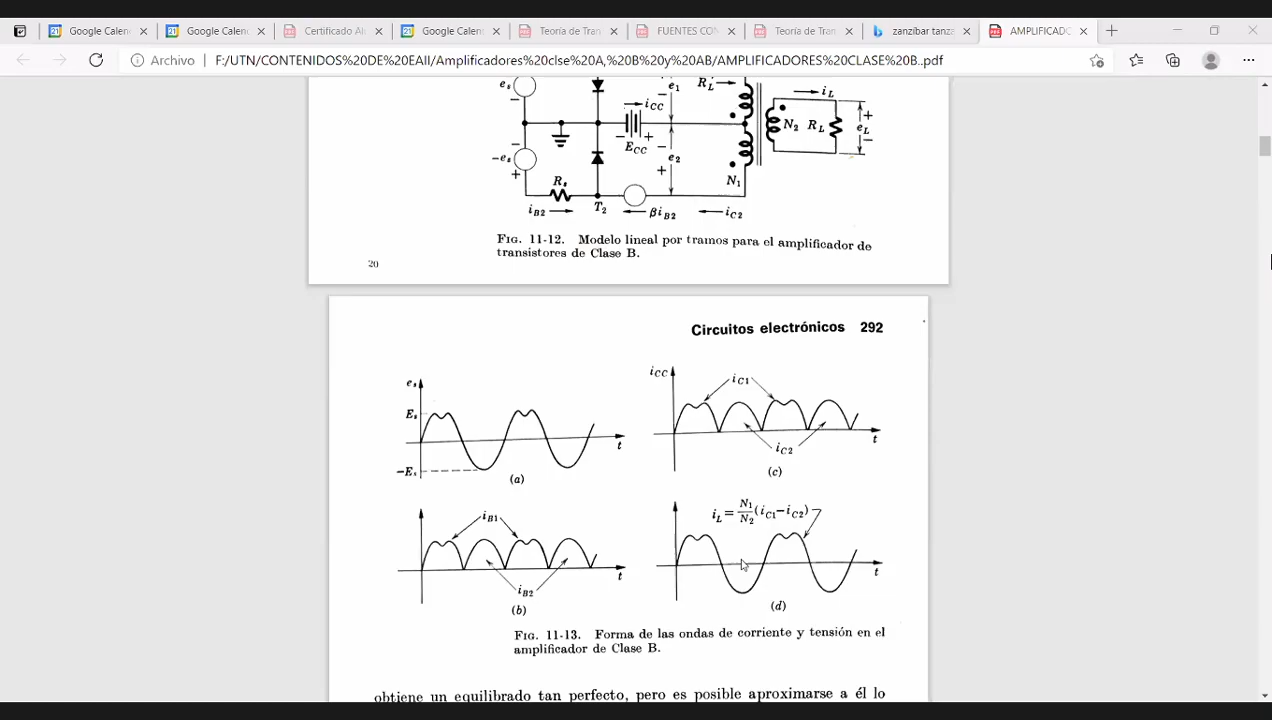 Google Calen
Google Calenc
Certificado Al
Google Calen
Teoría de Tran
FUENTES CON
Teoría de Tran
zanzibar tanza
AMPLIFICADO
Archivo
F:/UTN/CONTENIDOS%20DE%20EAII/Amplificadores%20clse%20A,%20B%20y%20AB/AMPLIFICADORES%20CLASE%20B..pdf
es
−
e1
RL
iL
iCC
− +
ECC
N2 RL
+
eL
−
−es
+
e2
N1
Rs
iB2
T2
βiB2
iC2
FIG. 11-12. Modelo lineal por tramos para el amplificador de
transistores de Clase B.
20
Circuitos electrónicos 292
es
Es
−Es
t
(a)
iCC
iC1
iC2
t
(c)
iB1
iB2
t
(b)
iL = N1/N2 (iC1−iC2)
t
(d)
FIG. 11-13. Forma de las ondas de corriente y tensión en el
amplificador de Clase B.
obtiene un equilibrado tan perfecto, pero es posible aproximarse a él lo